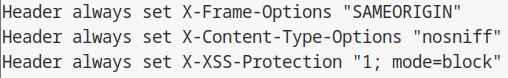 Header always set X-Frame-Options "SAMEORIGIN"
Header always set X-Content-Type-Options "nosniff"
Header always set X-XSS-Protection "1; mode=block"